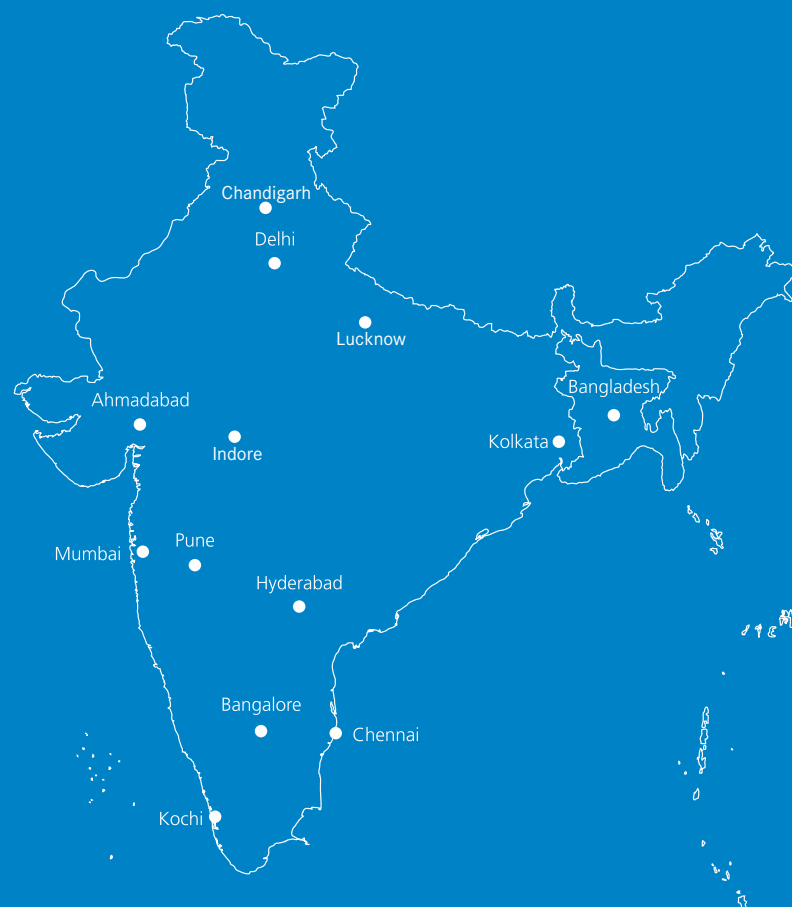 Chandigarh
Delhi
Lucknow
Bangladesh
Ahmadabad
Kolkata
Indore
Pune
Mumbai
Hyderabad
Bangalore
Chennai
Kochi